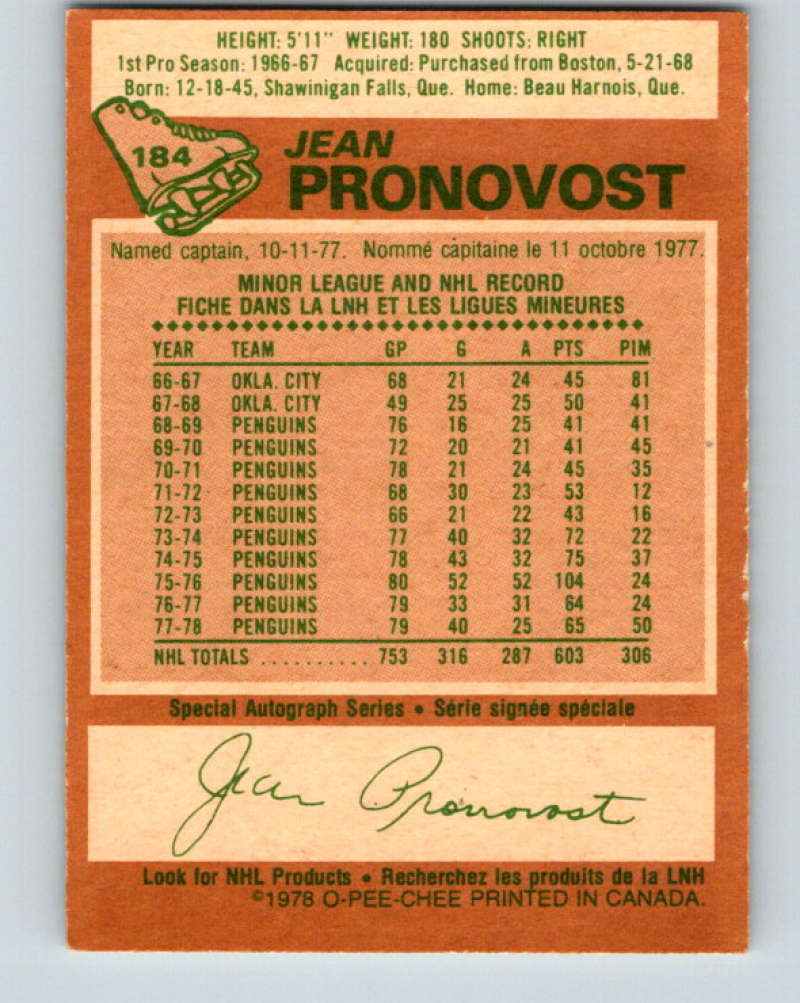 HEIGHT: 5'11" WEIGHT: 180 SHOOTS: RIGHT
1st Pro Season: 1966-67 Acquired: Purchased from Boston, 5-21-68
Born: 12-18-45, Shawinigan Falls, Que. Home: Beau Harnois, Que.
184
JEAN
PRONOVOST
Named captain, 10-11-77. Nommé capitaine le 11 octobre 1977.
MINOR LEAGUE AND NHL RECORD
FICHE DANS LA LNH ET LES LIGUES MINEURES
YEAR TEAM GP G A PTS PIM
66-67 OKLA. CITY 68 21 24 45 81
67-68 OKLA. CITY 49 25 25 50 41
68-69 PENGUINS 76 16 25 41 41
69-70 PENGUINS 72 20 21 41 45
70-71 PENGUINS 78 21 24 45 35
71-72 PENGUINS 68 30 23 53 12
72-73 PENGUINS 66 21 22 43 16
73-74 PENGUINS 77 40 32 72 22
74-75 PENGUINS 78 43 32 75 37
75-76 PENGUINS 80 52 52 104 24
76-77 PENGUINS 79 33 31 64 24
77-78 PENGUINS 79 40 25 65 50
NHL TOTALS .......... 753 316 287 603 306
Special Autograph Series • Série signée spéciale
Jean Pronovost
Look for NHL Products • Recherchez les produits de la LNH
©1978 O-PEE-CHEE PRINTED IN CANADA.